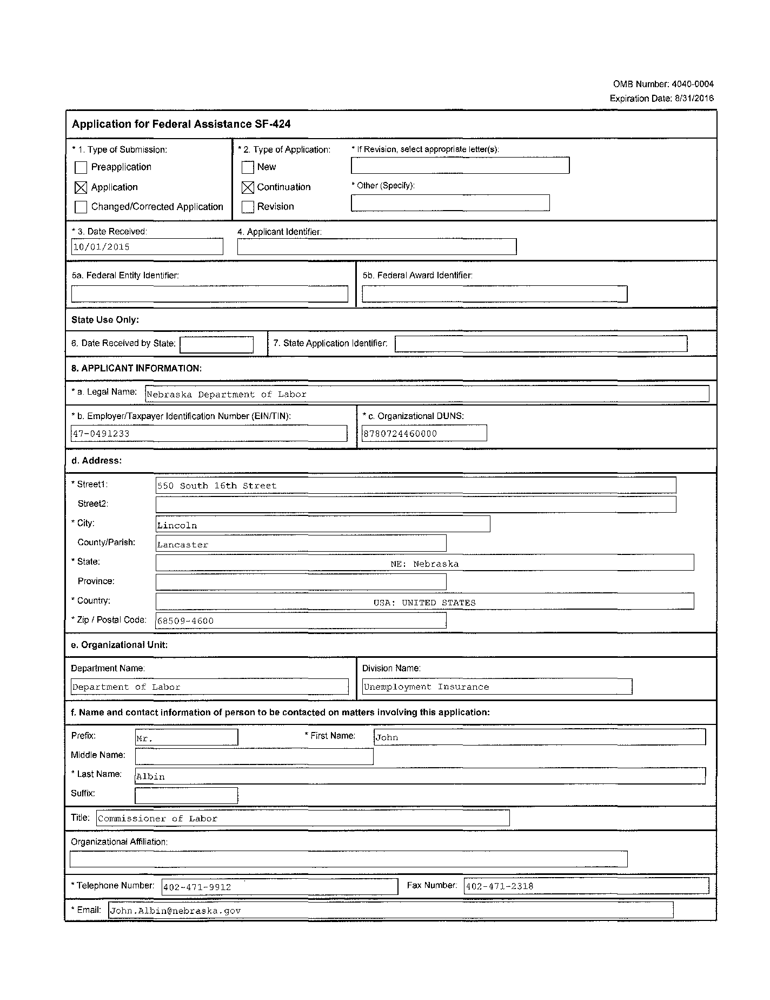 OMB Number: 4040-0004
Expiration Date: 8/31/2016
Application for Federal Assistance SF-424
* 1. Type of Submission: * 2. Type of Application: * If Revision, select appropriate letter(s):
Preapplication New
Application Continuation * Other (Specify):
Changed/Corrected Application Revision
* 3. Date Received: 4. Applicant Identifier:
10/01/2015
5a. Federal Entity Identifier: 5b. Federal Award Identifier:
State Use Only:
6. Date Received by State: 7. State Application Identifier:
8. APPLICANT INFORMATION:
* a. Legal Name: Nebraska Department of Labor
* b. Employer/Taxpayer Identification Number (EIN/TIN): * c. Organizational DUNS:
47-0491233 8780724460000
d. Address:
* Street1: 550 South 16th Street
Street2:
* City: Lincoln
County/Parish: Lancaster
* State: NE: Nebraska
Province:
* Country: USA: UNITED STATES
* Zip / Postal Code: 68509-4600
e. Organizational Unit:
Department Name: Division Name:
Department of Labor Unemployment Insurance
f. Name and contact information of person to be contacted on matters involving this application:
Prefix: Mr. * First Name: John
Middle Name:
* Last Name: Albin
Suffix:
Title: Commissioner of Labor
Organizational Affiliation:
* Telephone Number: 402-471-9912 Fax Number: 402-471-2318
* Email: John.Albin@nebraska.gov